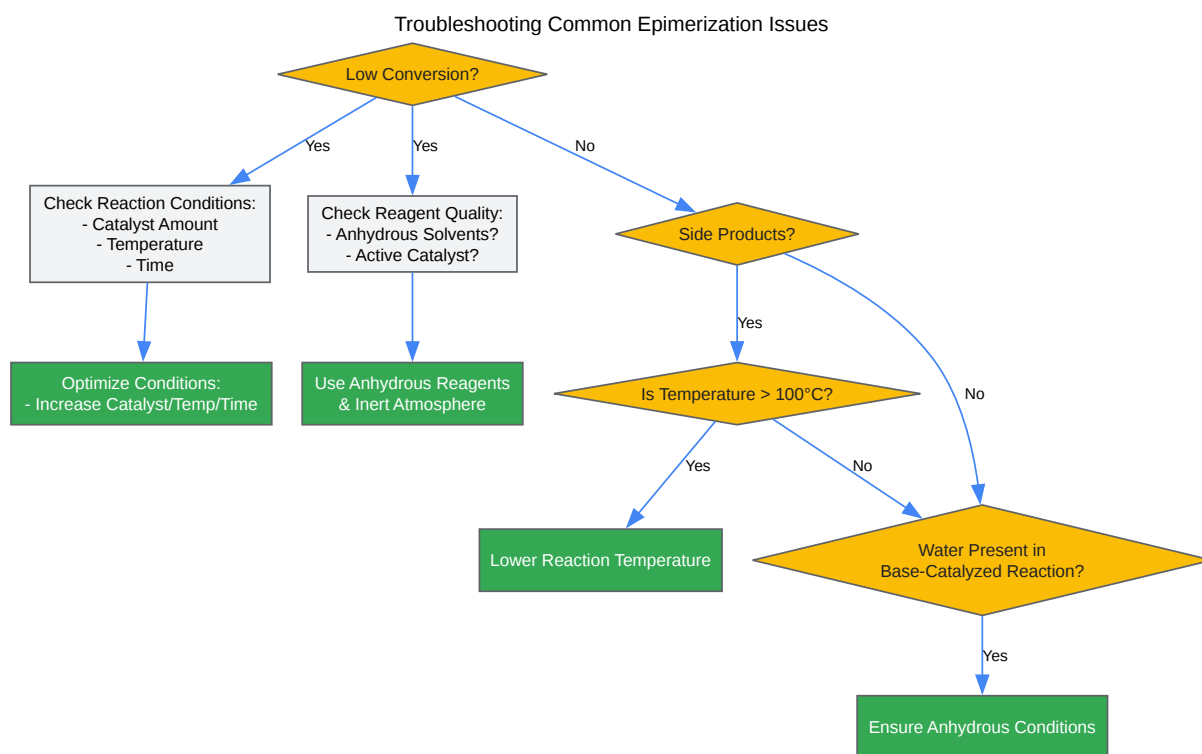 Troubleshooting Common Epimerization Issues
Low Conversion?
Yes
Yes
No
Check Reaction Conditions:
- Catalyst Amount
- Temperature
- Time
Check Reagent Quality:
- Anhydrous Solvents?
- Active Catalyst?
Side Products?
Yes
No
Optimize Conditions:
- Increase Catalyst/Temp/Time
Use Anhydrous Reagents
& Inert Atmosphere
Is Temperature > 100°C?
Yes
No
Lower Reaction Temperature
Water Present in
Base-Catalyzed Reaction?
Yes
Ensure Anhydrous Conditions